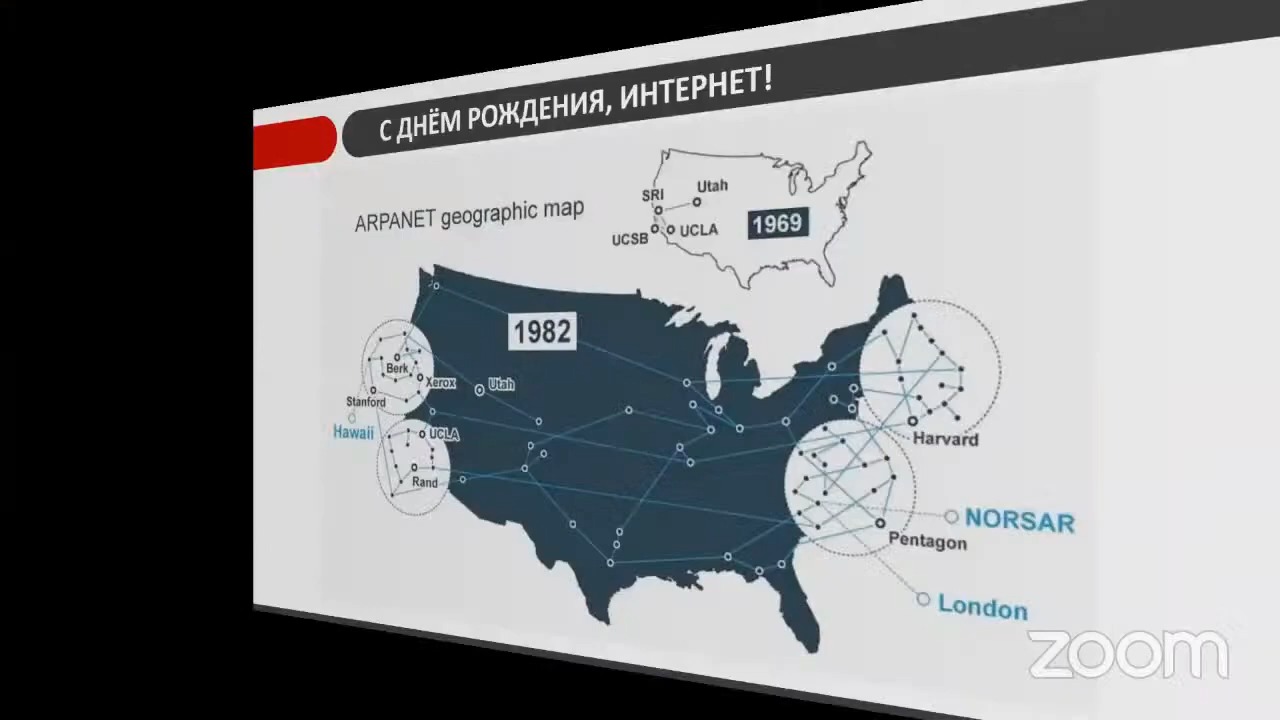 С ДНЁМ РОЖДЕНИЯ, ИНТЕРНЕТ!
ARPANET geographic map
SRI
Utah
UCSB
UCLA
1969
1982
Berk
Xerox
Utah
Stanford
Hawaii
UCLA
Rand
Harvard
NORSAR
Pentagon
London
zoom